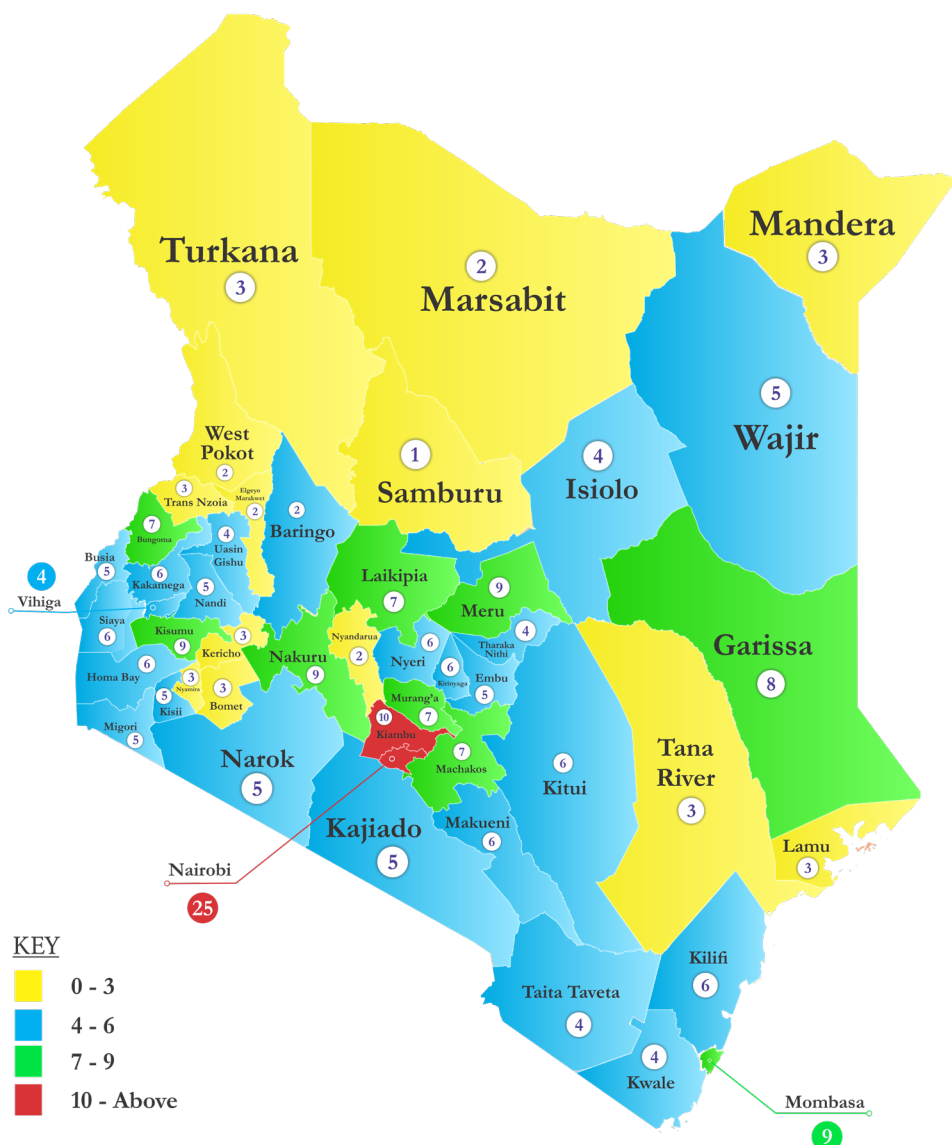 Mandera
3
Turkana
3
2
Marsabit
5
Wajir
West
Pokot
2
1
Samburu
4
Isiolo
3
Trans Nzoia
Elgeyo
Marakwet
2
2
Baringo
7
Bungoma
4
Uasin
Gishu
Busia
5
4
Vihiga
6
Kakamega
5
Nandi
Laikipia
7
9
Meru
Siaya
6
Kisumu
9
3
Kericho
Nyandarua
2
6
Nyeri
4
Tharaka
Nithi
6
Kirinyaga
Embu
5
Garissa
8
6
Homa Bay
Nakuru
9
3
Nyamira
3
Bomet
5
Kisii
Murang'a
7
10
Kiambu
Migori
5
7
Machakos
Narok
5
6
Kitui
Tana
River
3
Kajiado
5
Makueni
6
Lamu
3
Nairobi
25
Kilifi
6
Taita Taveta
4
4
Kwale
Mombasa
9
KEY
0 - 3
4 - 6
7 - 9
10 - Above